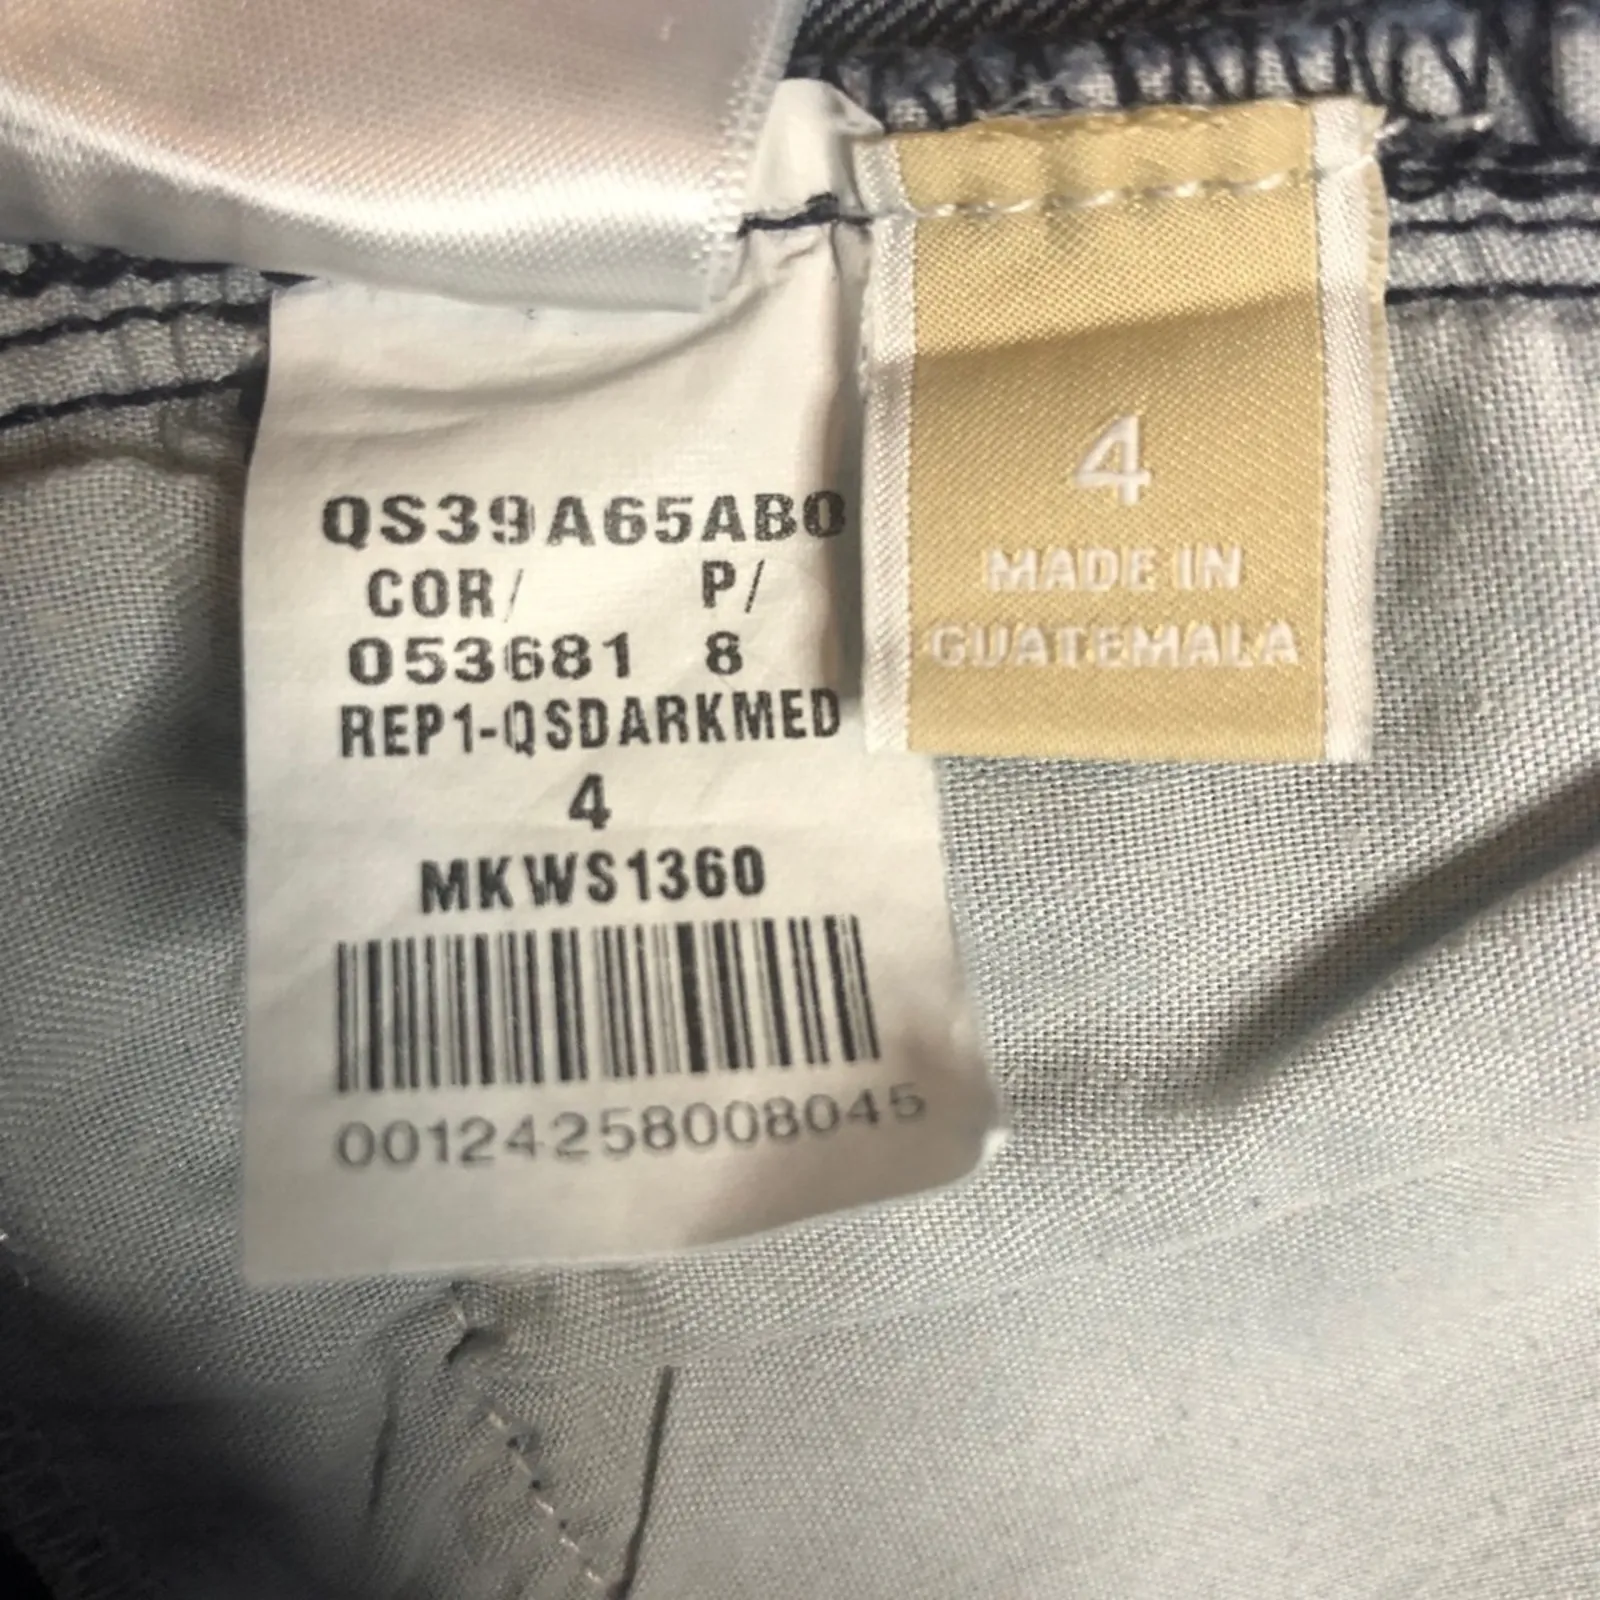 QS39A65AB0
COR/ P/
053681 8
REP1-QSDARKMED
4
MKWS1360
00124258008045
4
MADE IN
GUATEMALA